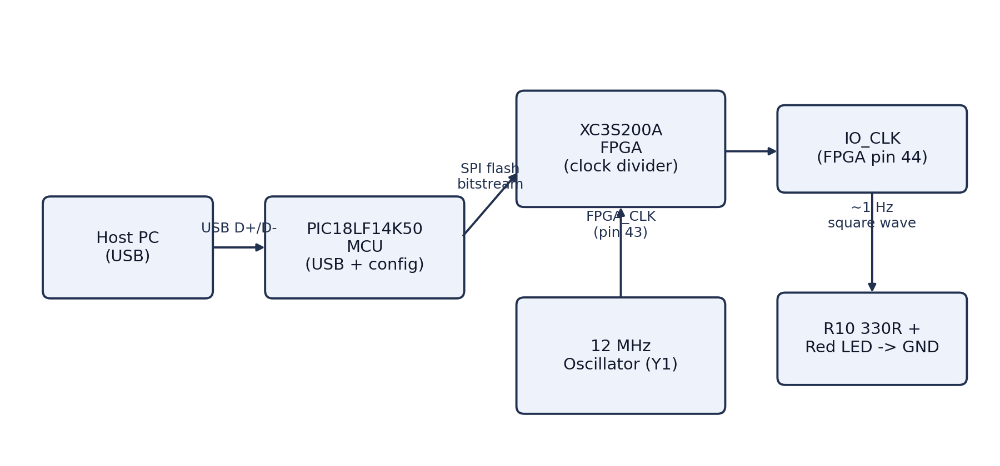 Host PC
(USB)
USB D+/D-
PIC18LF14K50
MCU
(USB + config)
SPI flash
bitstream
XC3S200A
FPGA
(clock divider)
FPGA_CLK
(pin 43)
12 MHz
Oscillator (Y1)
IO_CLK
(FPGA pin 44)
~1 Hz
square wave
R10 330R +
Red LED -> GND